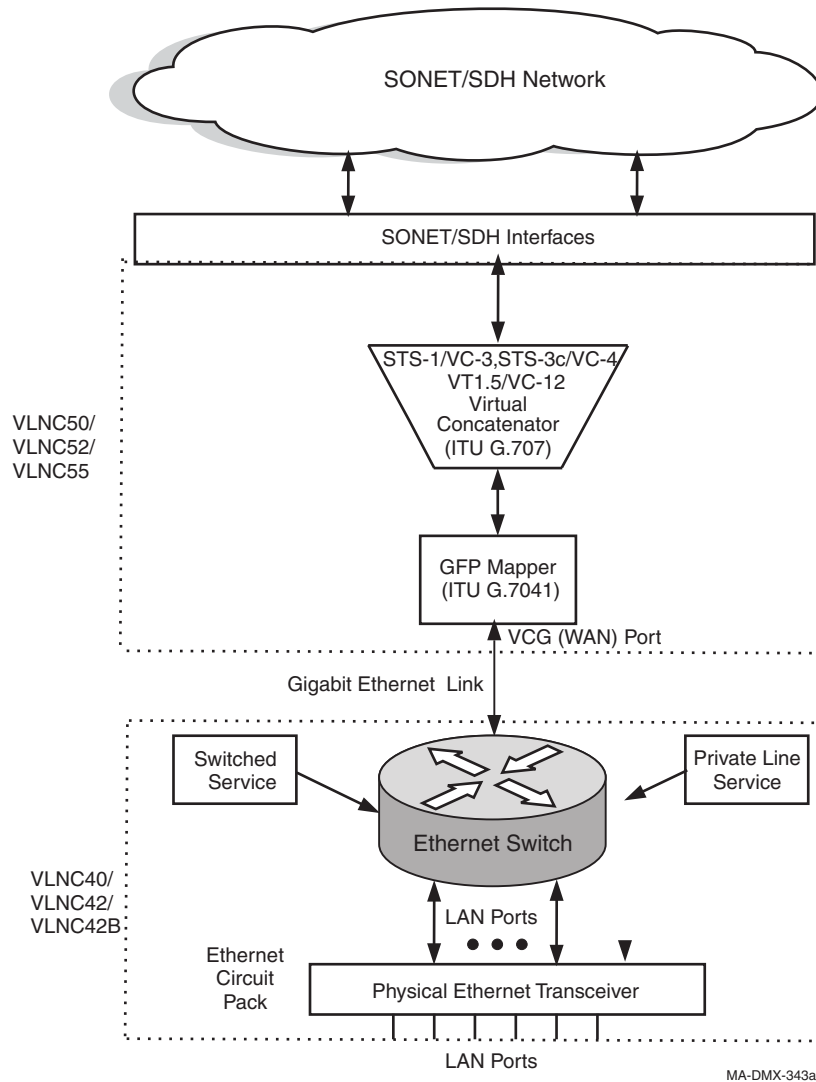 SONET/SDH Network
SONET/SDH Interfaces
STS-1/VC-3,STS-3c/VC-4
VT1.5/VC-12
Virtual
Concatenator
(ITU G.707)
VLNC50/
VLNC52/
VLNC55
GFP Mapper
(ITU G.7041)
VCG (WAN) Port
Gigabit Ethernet Link
Switched
Service
Private Line
Service
Ethernet Switch
VLNC40/
VLNC42/
VLNC42B
LAN Ports
Ethernet
Circuit
Pack
Physical Ethernet Transceiver
LAN Ports
MA-DMX-343a